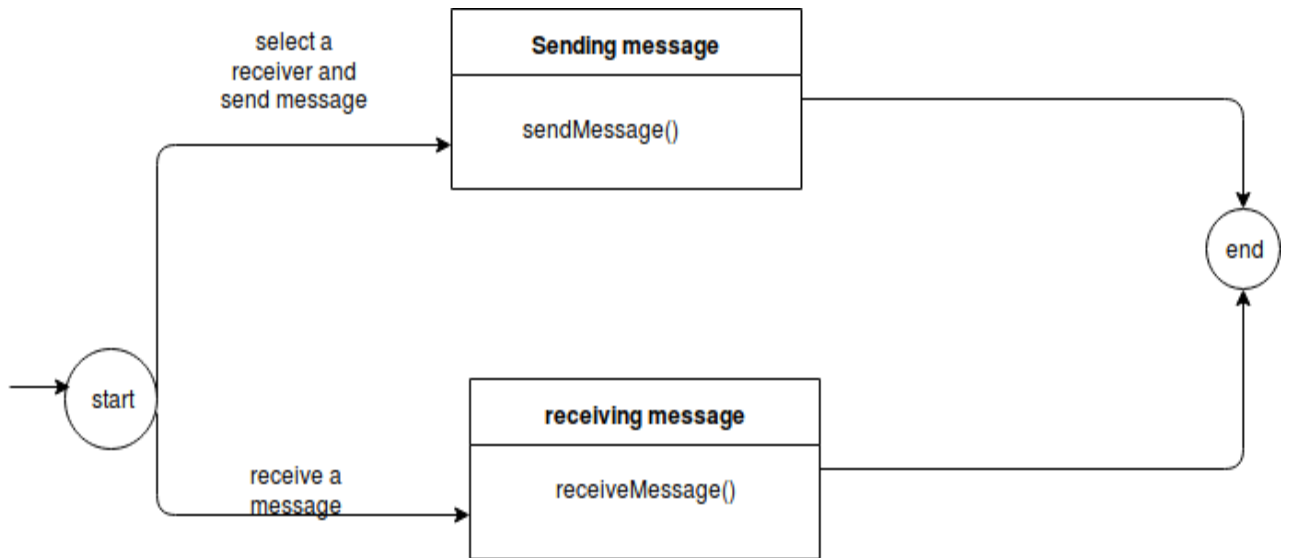 select a
receiver and
send message
Sending message
sendMessage()
end
start
receiving message
receive a
message
receiveMessage()